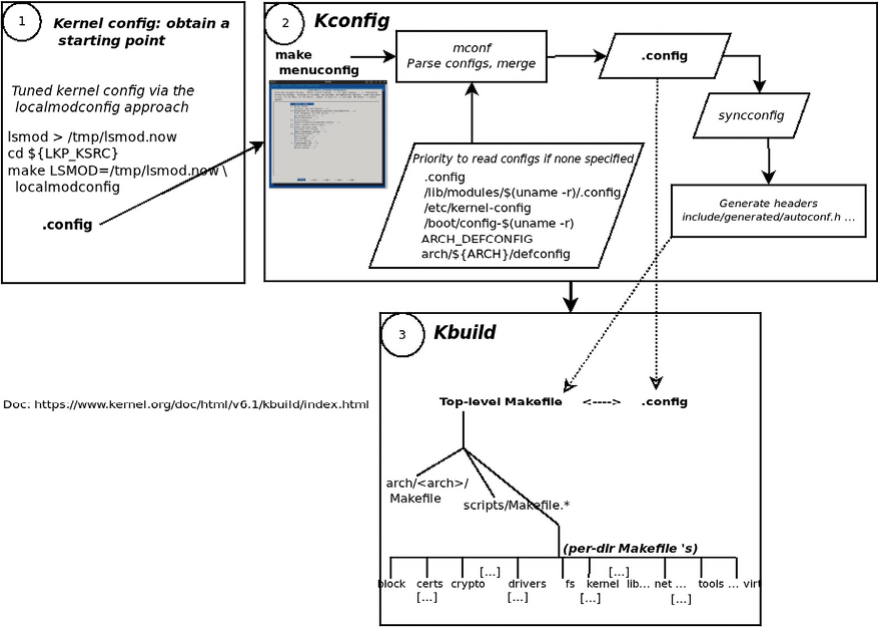 1
Kernel config: obtain a
starting point
Tuned kernel config via the
localmodconfig approach
lsmod > /tmp/lsmod.now
cd ${LKP_KSRC}
make LSMOD=/tmp/lsmod.now \
localmodconfig
.config
2
Kconfig
make
menuconfig
mconf
Parse configs, merge
.config
syncconfig
Generate headers
include/generated/autoconf.h ...
Priority to read configs if none specified
.config
/lib/modules/$(uname -r)/.config
/etc/kernel-config
/boot/config-$(uname -r)
ARCH_DEFCONFIG
arch/${ARCH}/defconfig
3
Kbuild
Doc: https://www.kernel.org/doc/html/v6.1/kbuild/index.html
Top-level Makefile <----> .config
arch/<arch>/
Makefile
scripts/Makefile.*
(per-dIr Makefile 's)
[...] [...]
block certs crypto drivers fs kernel lib... net ... tools ... virt
[...] [...] [...] [...]